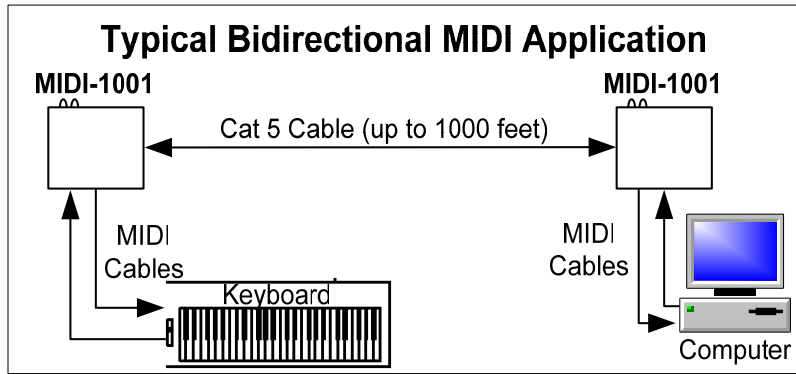 Typical Bidirectional MIDI Application
MIDI-1001
MIDI-1001
Cat 5 Cable (up to 1000 feet)
MIDI
Cables
MIDI
Cables
Keyboard
Computer